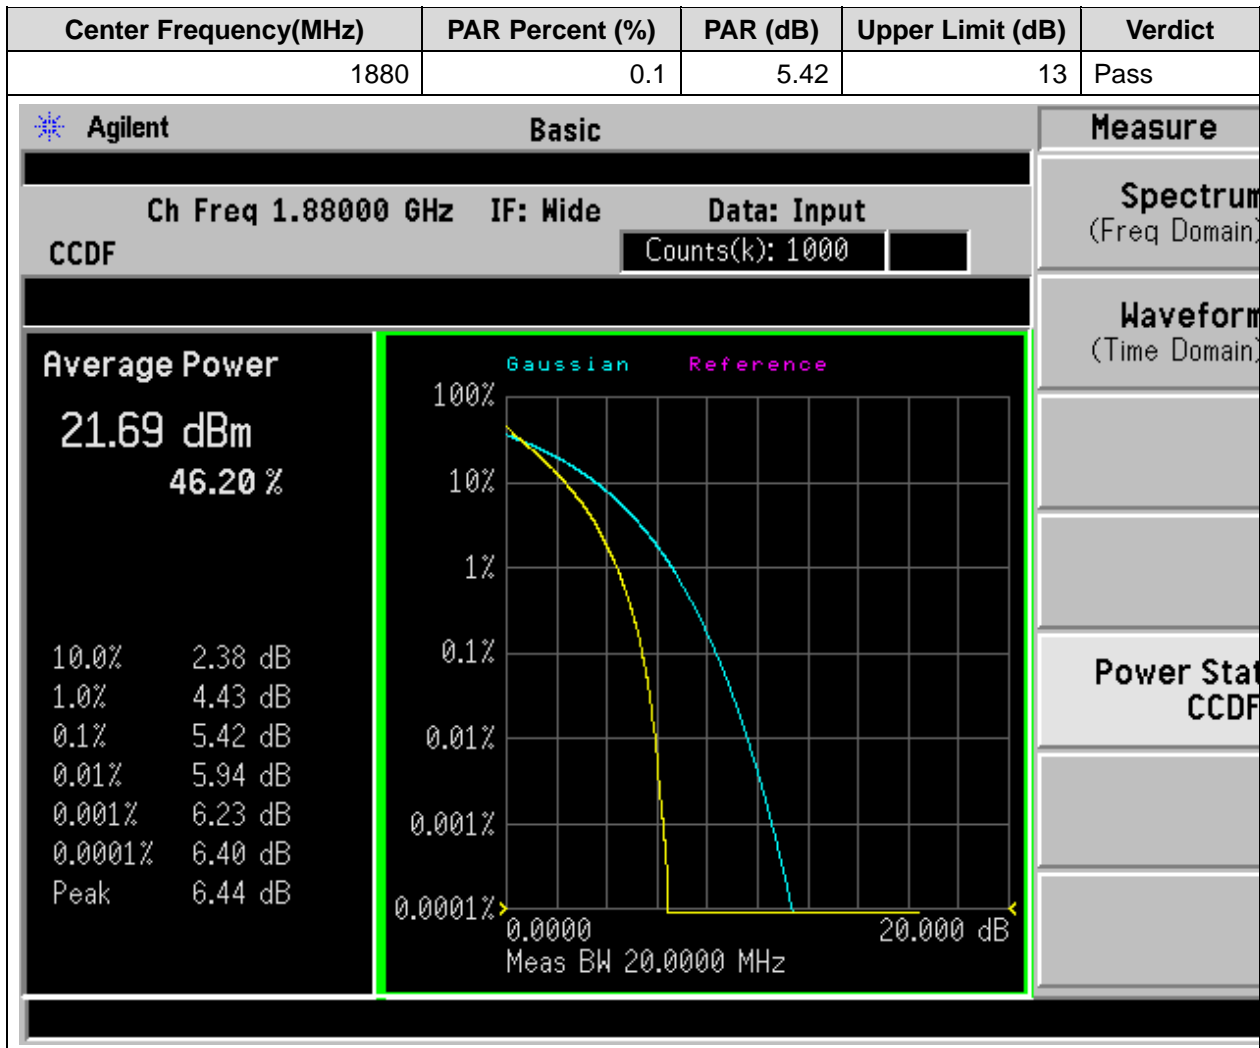 Center Frequency(MHz) PAR Percent (%) PAR (dB) Upper Limit (dB) Verdict
1880 0.1 5.42 13 Pass
Agilent Basic Measure
Ch Freq 1.88000 GHz IF: Wide Data: Input
CCDF Counts(k): 1000
Average Power
21.69 dBm
46.20 %
10.0% 2.38 dB
1.0% 4.43 dB
0.1% 5.42 dB
0.01% 5.94 dB
0.001% 6.23 dB
0.0001% 6.40 dB
Peak 6.44 dB
Gaussian Reference
100%
10%
1%
0.1%
0.01%
0.001%
0.0001%
0.0000 20.000 dB
Meas BW 20.0000 MHz
Spectrum
(Freq Domain)
Waveform
(Time Domain)
Power Stat
CCDF